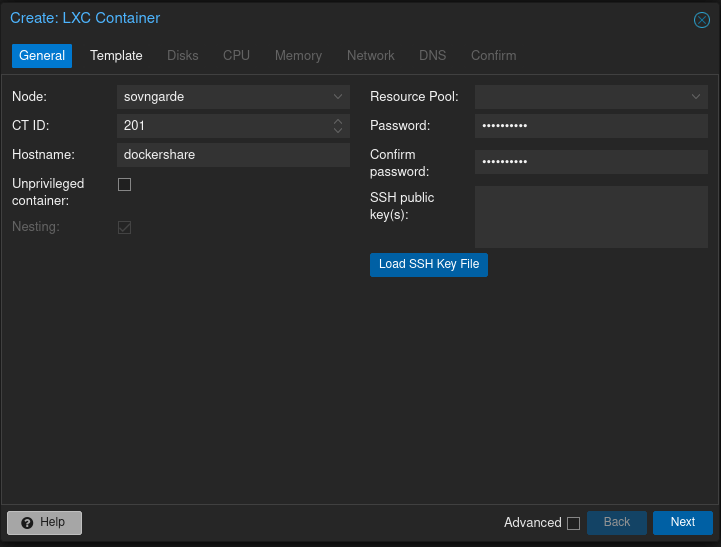 Create: LXC Container
General Template Disks CPU Memory Network DNS Confirm
Node: sovngarde
CT ID: 201
Hostname: dockershare
Unprivileged
container:
Nesting:
Resource Pool:
Password: ••••••••••
Confirm
password: ••••••••••
SSH public
key(s):
Load SSH Key File
? Help
Advanced Back Next